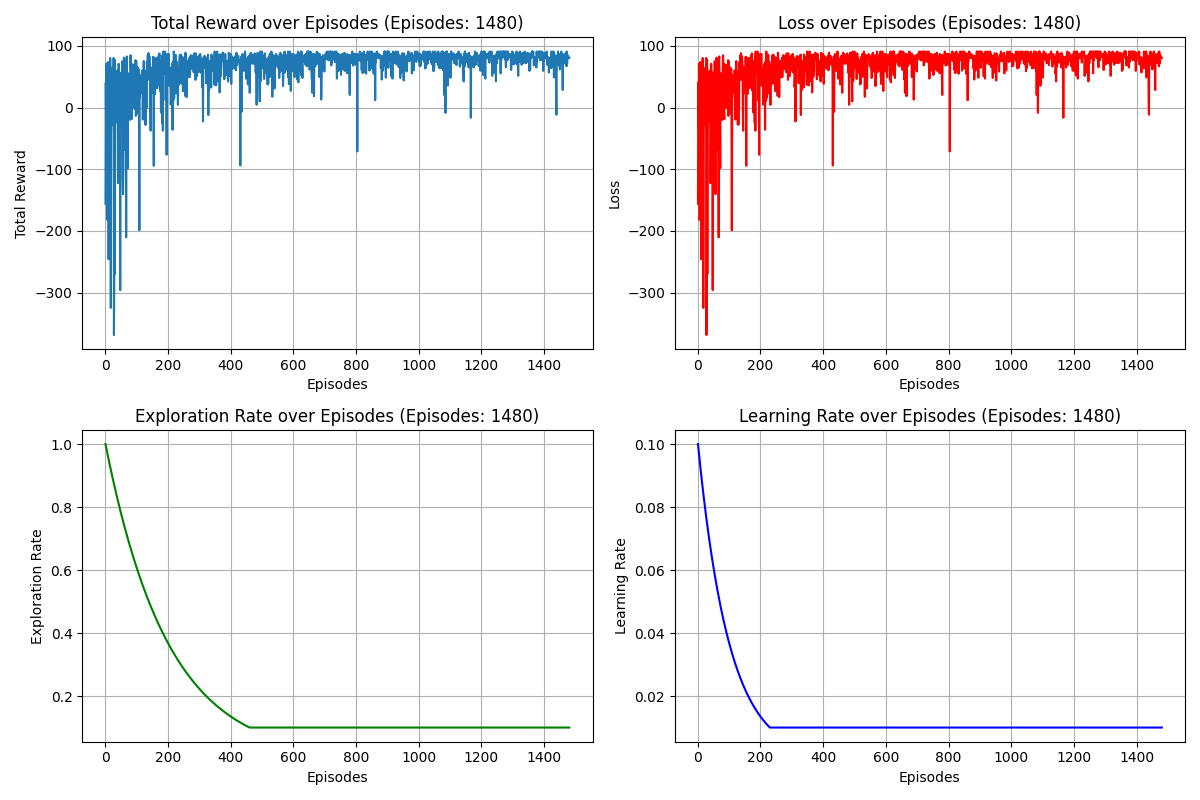 Total Reward over Episodes (Episodes: 1480)
100
0
−100
−200
−300
Total Reward
0 200 400 600 800 1000 1200 1400
Episodes
Loss over Episodes (Episodes: 1480)
100
0
−100
−200
−300
Loss
0 200 400 600 800 1000 1200 1400
Episodes
Exploration Rate over Episodes (Episodes: 1480)
1.0
0.8
0.6
0.4
0.2
Exploration Rate
0 200 400 600 800 1000 1200 1400
Episodes
Learning Rate over Episodes (Episodes: 1480)
0.10
0.08
0.06
0.04
0.02
Learning Rate
0 200 400 600 800 1000 1200 1400
Episodes